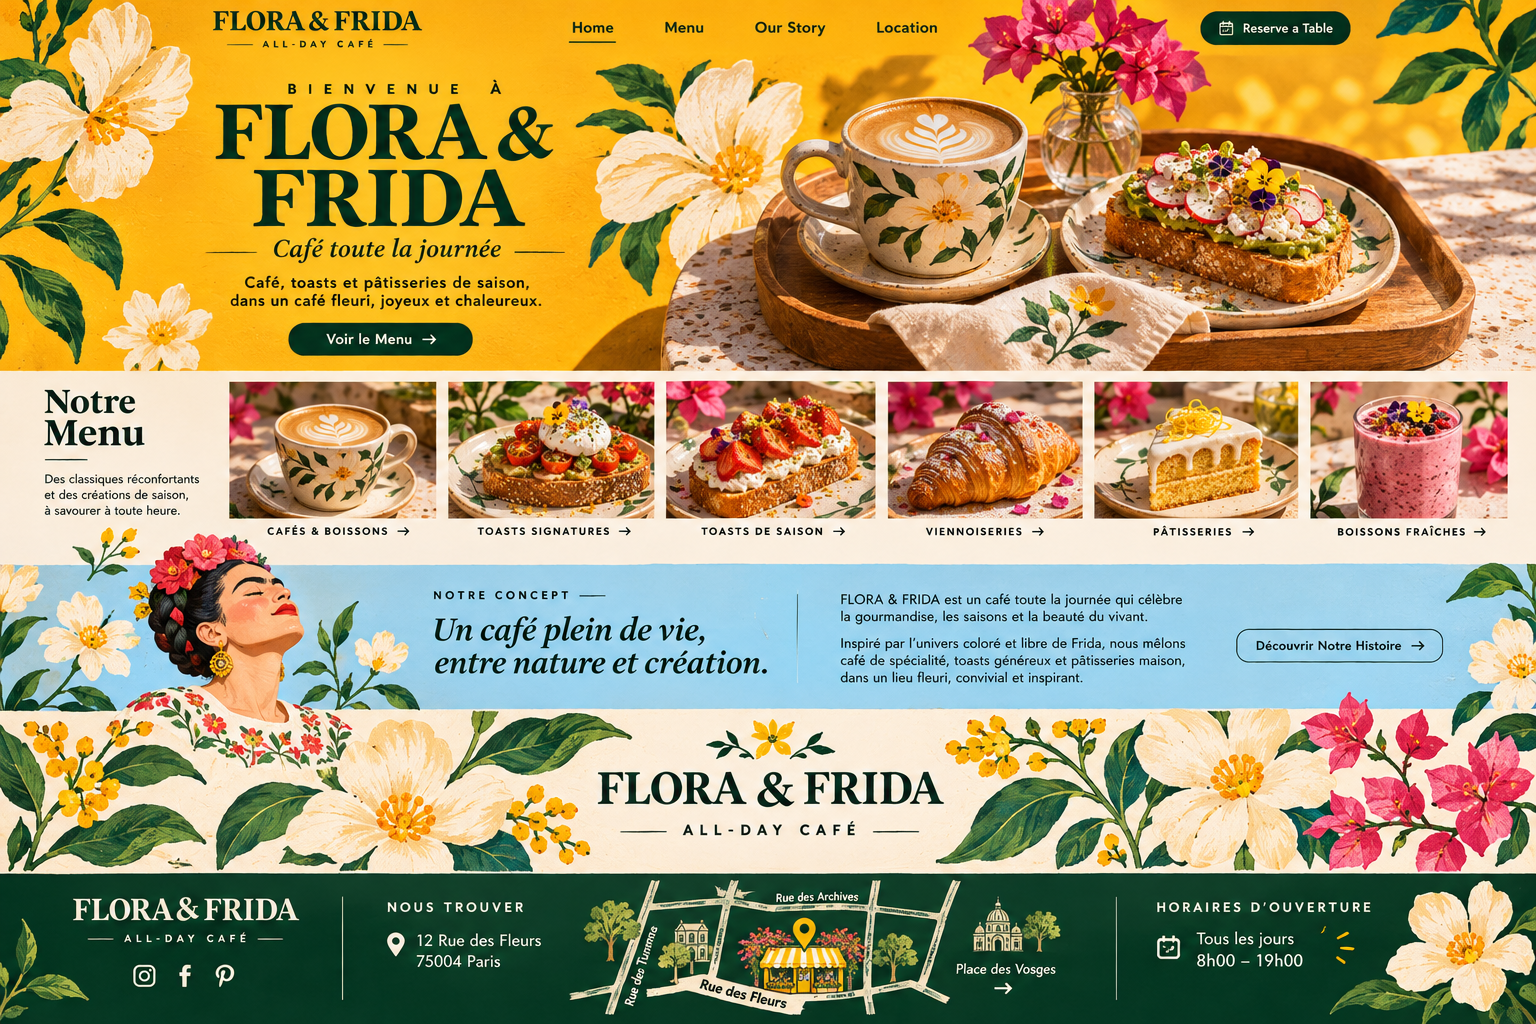 FLORA & FRIDA
ALL-DAY CAFÉ
Home
Menu
Our Story
Location
Reserve a Table
BIENVENUE À
FLORA &
FRIDA
Café toute la journée
Café, toasts et pâtisseries de saison,
dans un café fleuri, joyeux et chaleureux.
Voir le Menu →
Notre
Menu
Des classiques réconfortants
et des créations de saison,
à savourer à toute heure.
CAFÉS & BOISSONS →
TOASTS SIGNATURES →
TOASTS DE SAISON →
VIENNOISERIES →
PÂTISSERIES →
BOISSONS FRAÎCHES →
NOTRE CONCEPT
Un café plein de vie,
entre nature et création.
FLORA & FRIDA est un café toute la journée qui célèbre
la gourmandise, les saisons et la beauté du vivant.
Inspiré par l'univers coloré et libre de Frida, nous mêlons
café de spécialité, toasts généreux et pâtisseries maison,
dans un lieu fleuri, convivial et inspirant.
Découvrir Notre Histoire →
FLORA & FRIDA
ALL-DAY CAFÉ
FLORA & FRIDA
ALL-DAY CAFÉ
NOUS TROUVER
12 Rue des Fleurs
75004 Paris
Rue des Archives
Rue des
Rue des Fleurs
Place des Vosges
→
HORAIRES D'OUVERTURE
Tous les jours
8h00 – 19h00